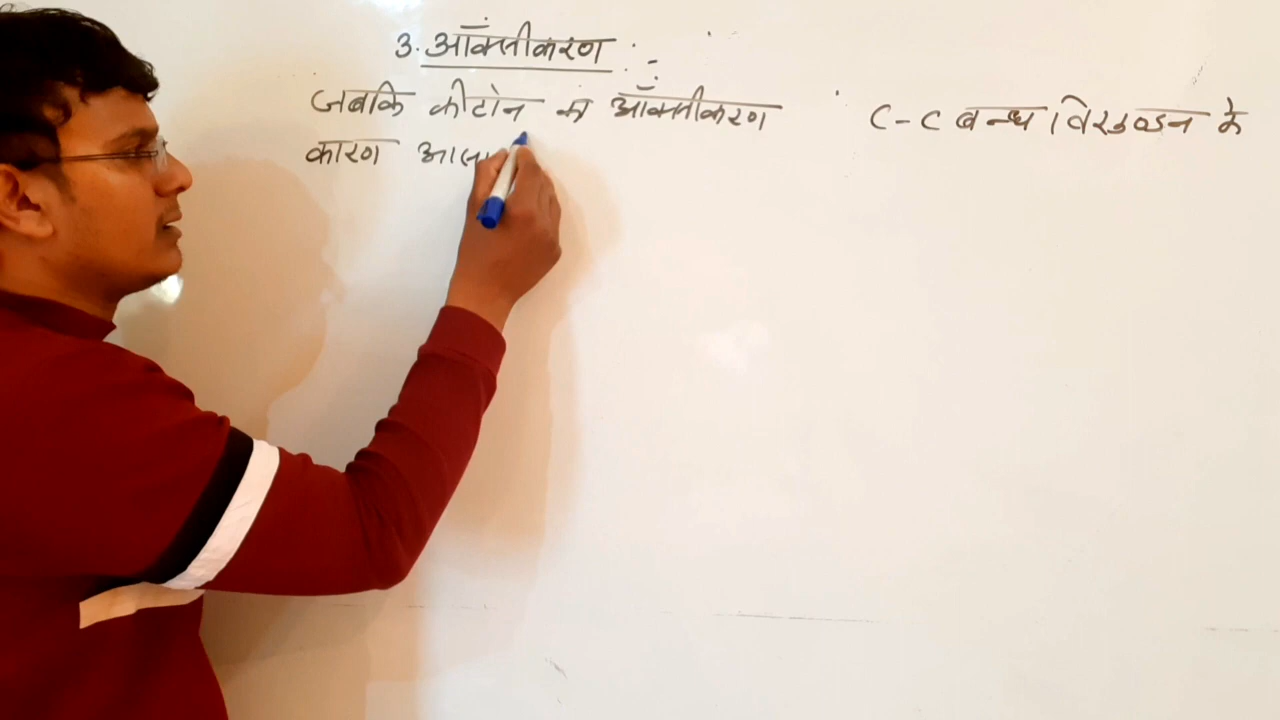 3. ऑक्सीकरण :-
जबकि कीटोन का ऑक्सीकरण C-C बन्ध विखण्डन के
कारण